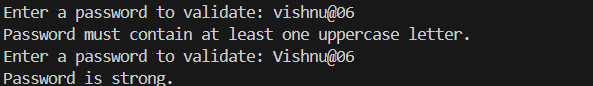 Enter a password to validate: vishnu@06
Password must contain at least one uppercase letter.
Enter a password to validate: Vishnu@06
Password is strong.